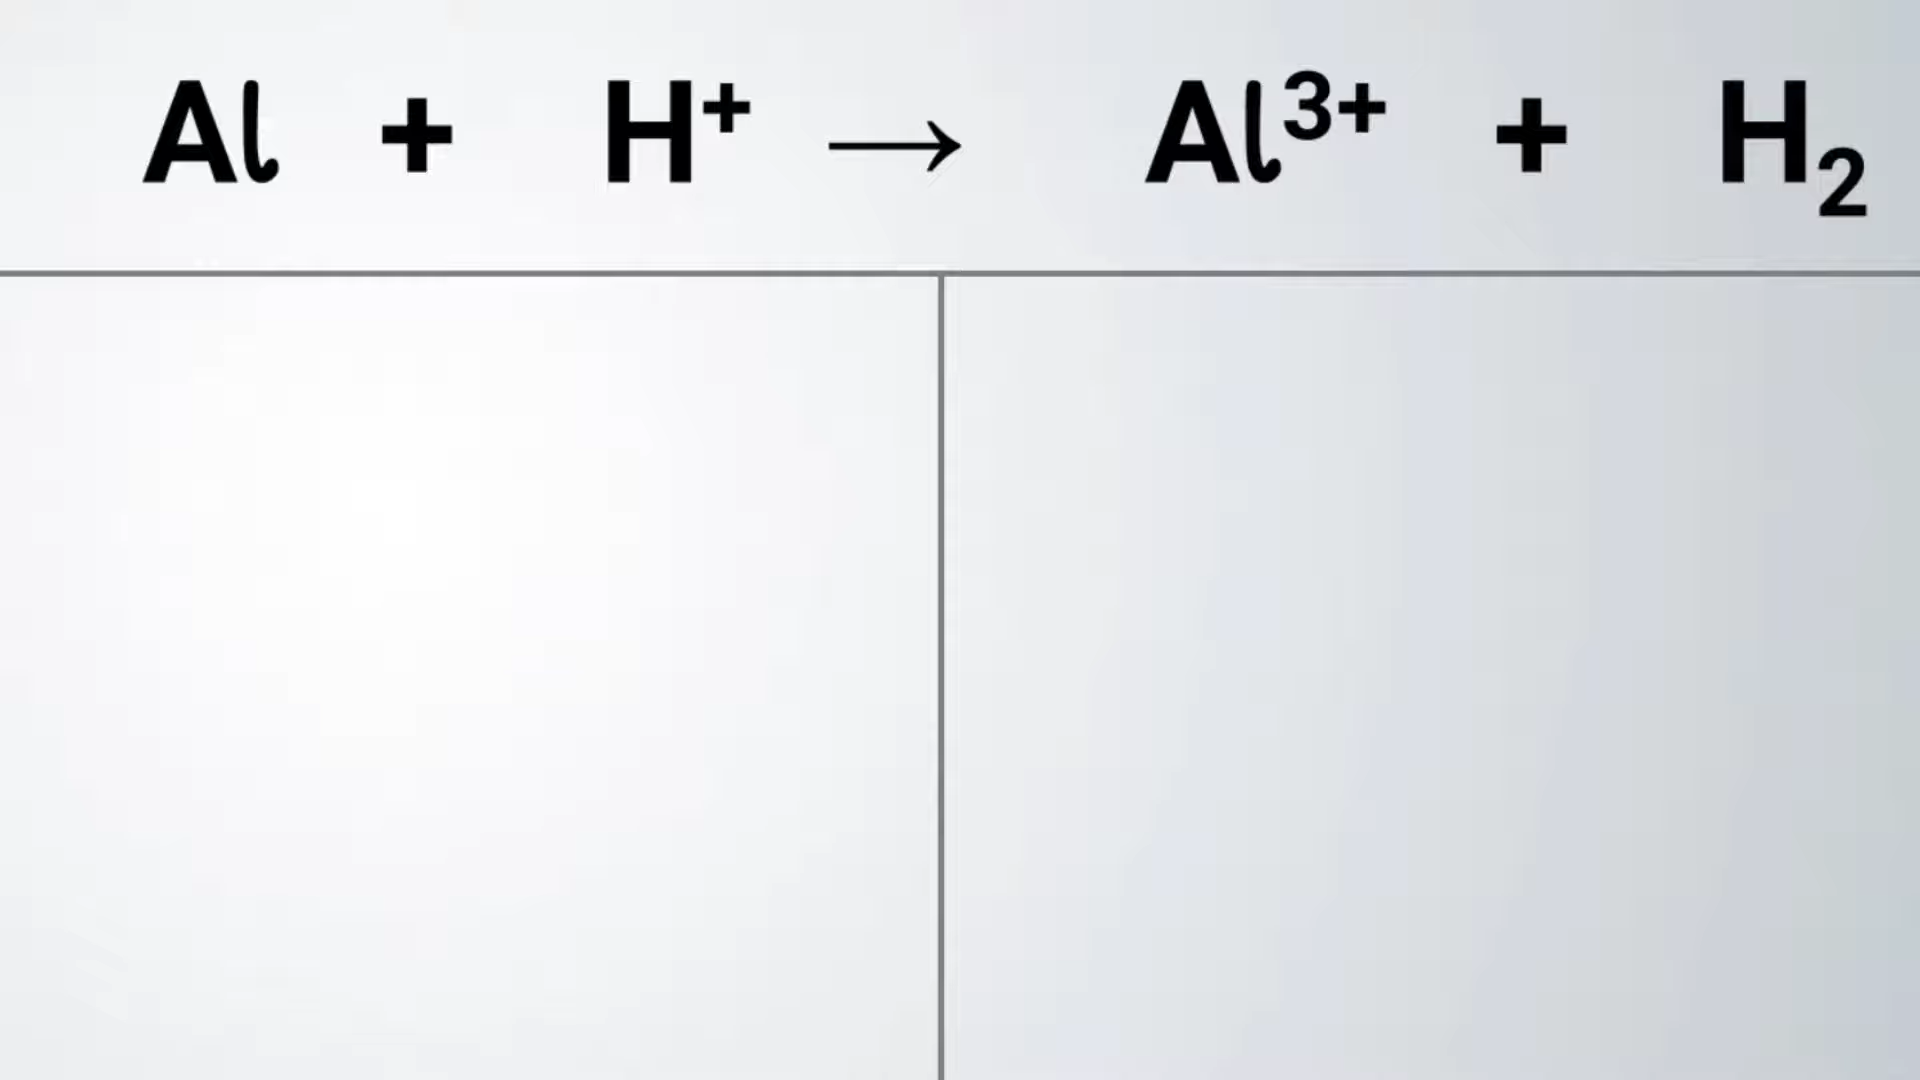 Al + H⁺ → Al³⁺ + H₂